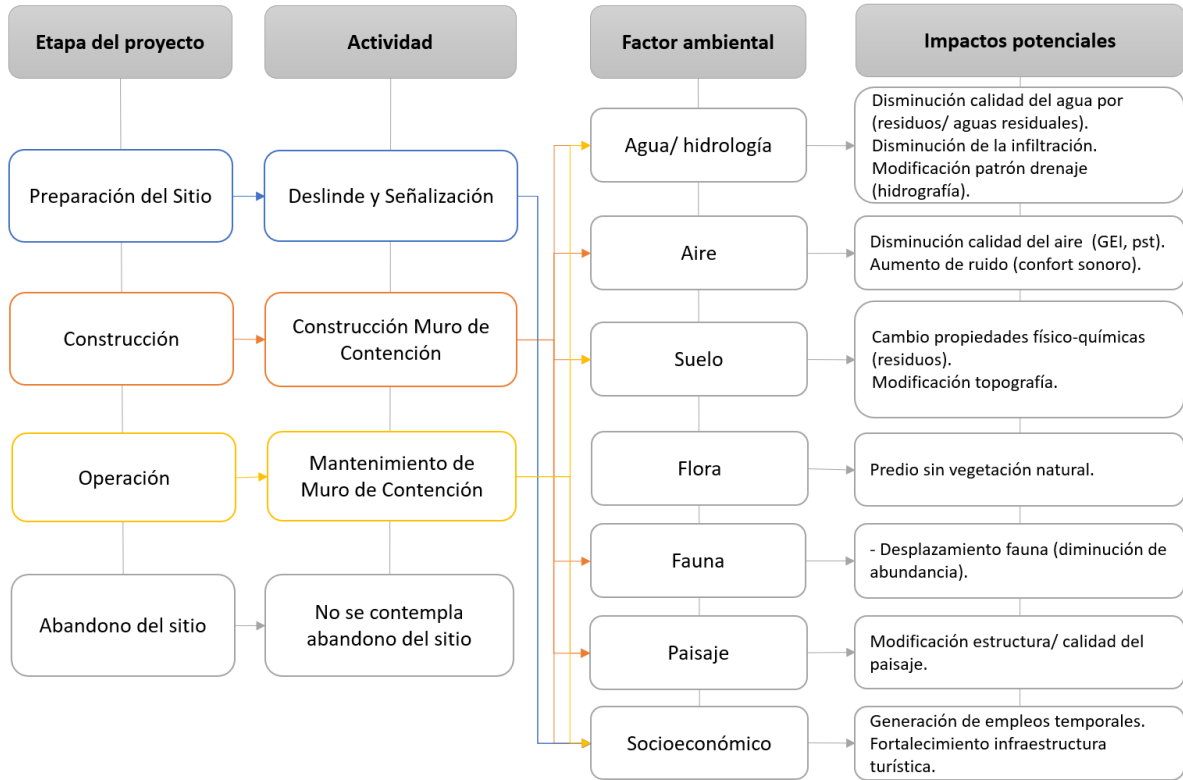 Etapa del proyecto
Actividad
Factor ambiental
Impactos potenciales
Preparación del Sitio
Deslinde y Señalización
Construcción
Construcción Muro de
Contención
Operación
Mantenimiento de
Muro de Contención
Abandono del sitio
No se contempla
abandono del sitio
Agua/ hidrología
Disminución calidad del agua por
(residuos/ aguas residuales).
Disminución de la infiltración.
Modificación patrón drenaje
(hidrografía).
Aire
Disminución calidad del aire (GEI, pst).
Aumento de ruido (confort sonoro).
Suelo
Cambio propiedades físico-químicas
(residuos).
Modificación topografía.
Flora
Predio sin vegetación natural.
Fauna
- Desplazamiento fauna (diminución de
abundancia).
Paisaje
Modificación estructura/ calidad del
paisaje.
Socioeconómico
Generación de empleos temporales.
Fortalecimiento infraestructura
turística.